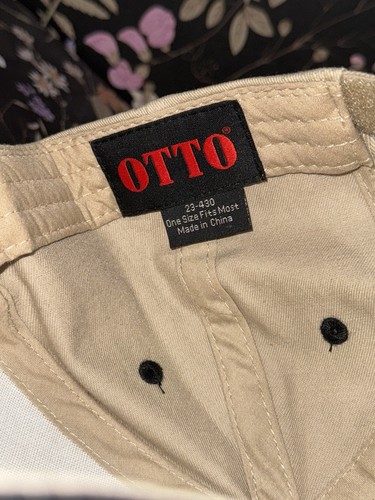 OTTO®
23-430
One Size Fits Most
Made in China